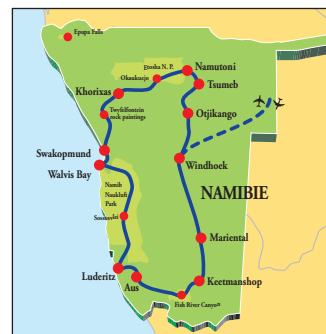 Epupa Falls
Etosha N. P.
Okaukuejo
Namutoni
Tsumeb
Khorixas
Otjikango
Twyfelfontein
rock paintings
Swakopmund
Walvis Bay
Windhoek
Namib
Naukluft
Park
NAMIBIE
Sossusvlei
Mariental
Luderitz
Aus
Keetmanshop
Fish River Canyon